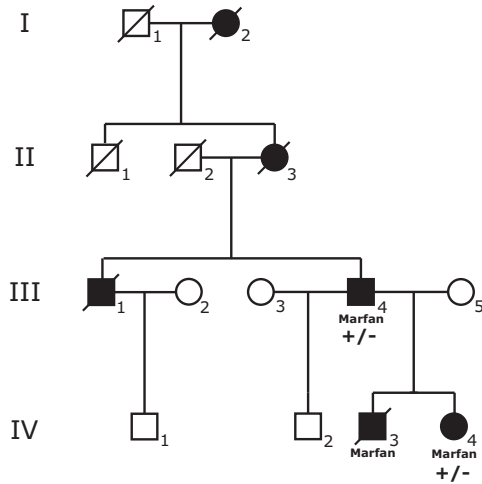 I
1 2
II
1 2 3
III
1 2 3 4 5
Marfan
+/-
IV
1 2 3 4
Marfan Marfan
+/-